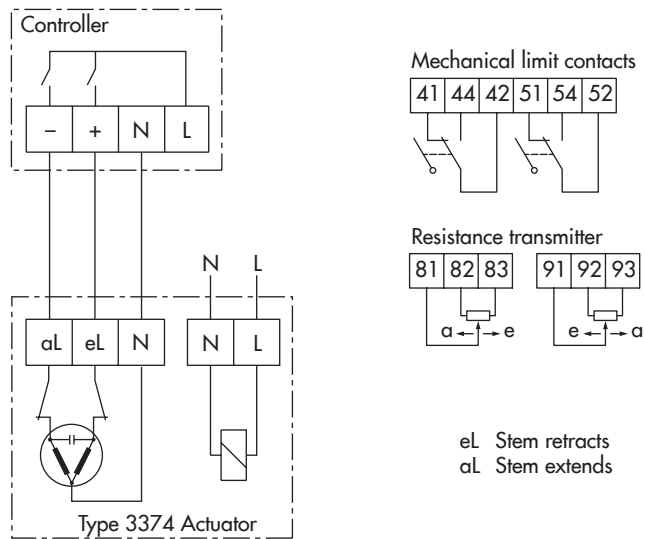 Controller
– + N L
N L
aL eL N N L
Type 3374 Actuator
Mechanical limit contacts
41 44 42 51 54 52
Resistance transmitter
81 82 83 91 92 93
a e e a
eL Stem retracts
aL Stem extends